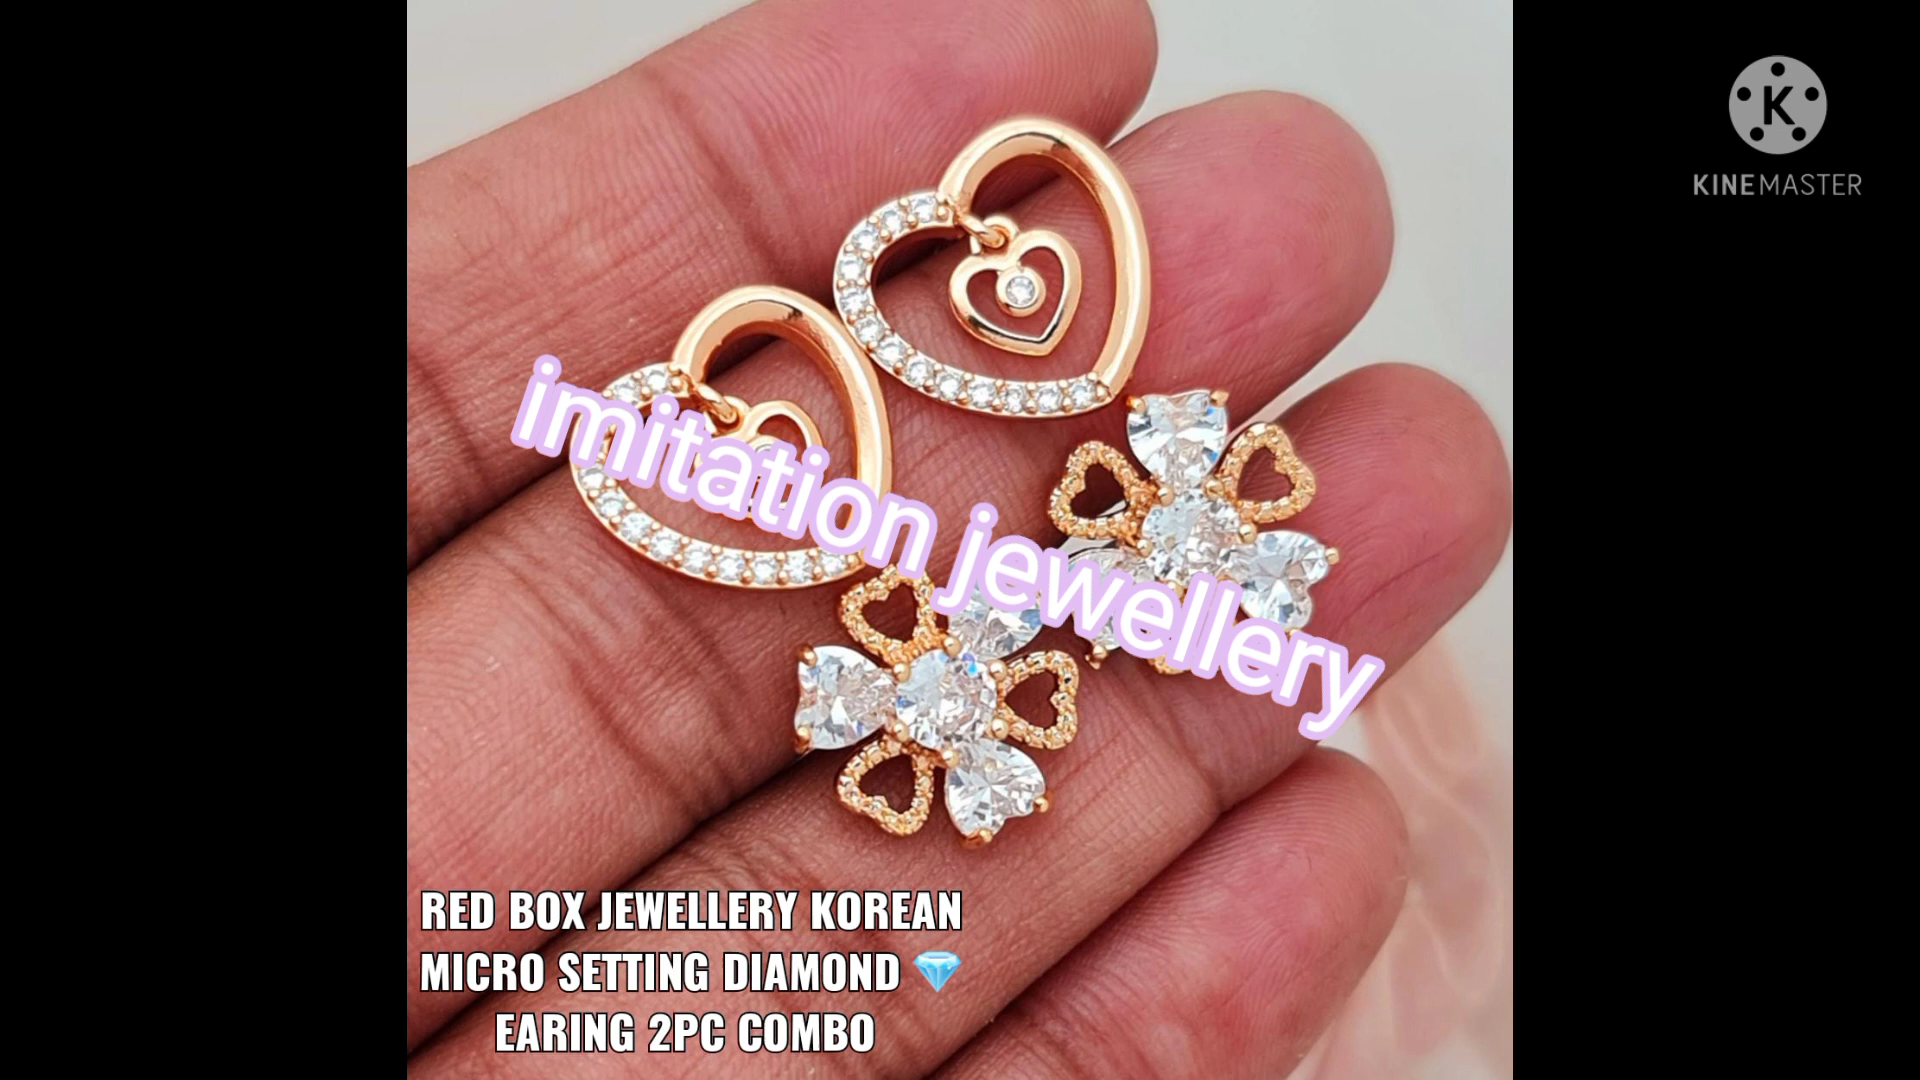 K
KINEMASTER
imitation jewellery
RED BOX JEWELLERY KOREAN
MICRO SETTING DIAMOND 💎
EARING 2PC COMBO